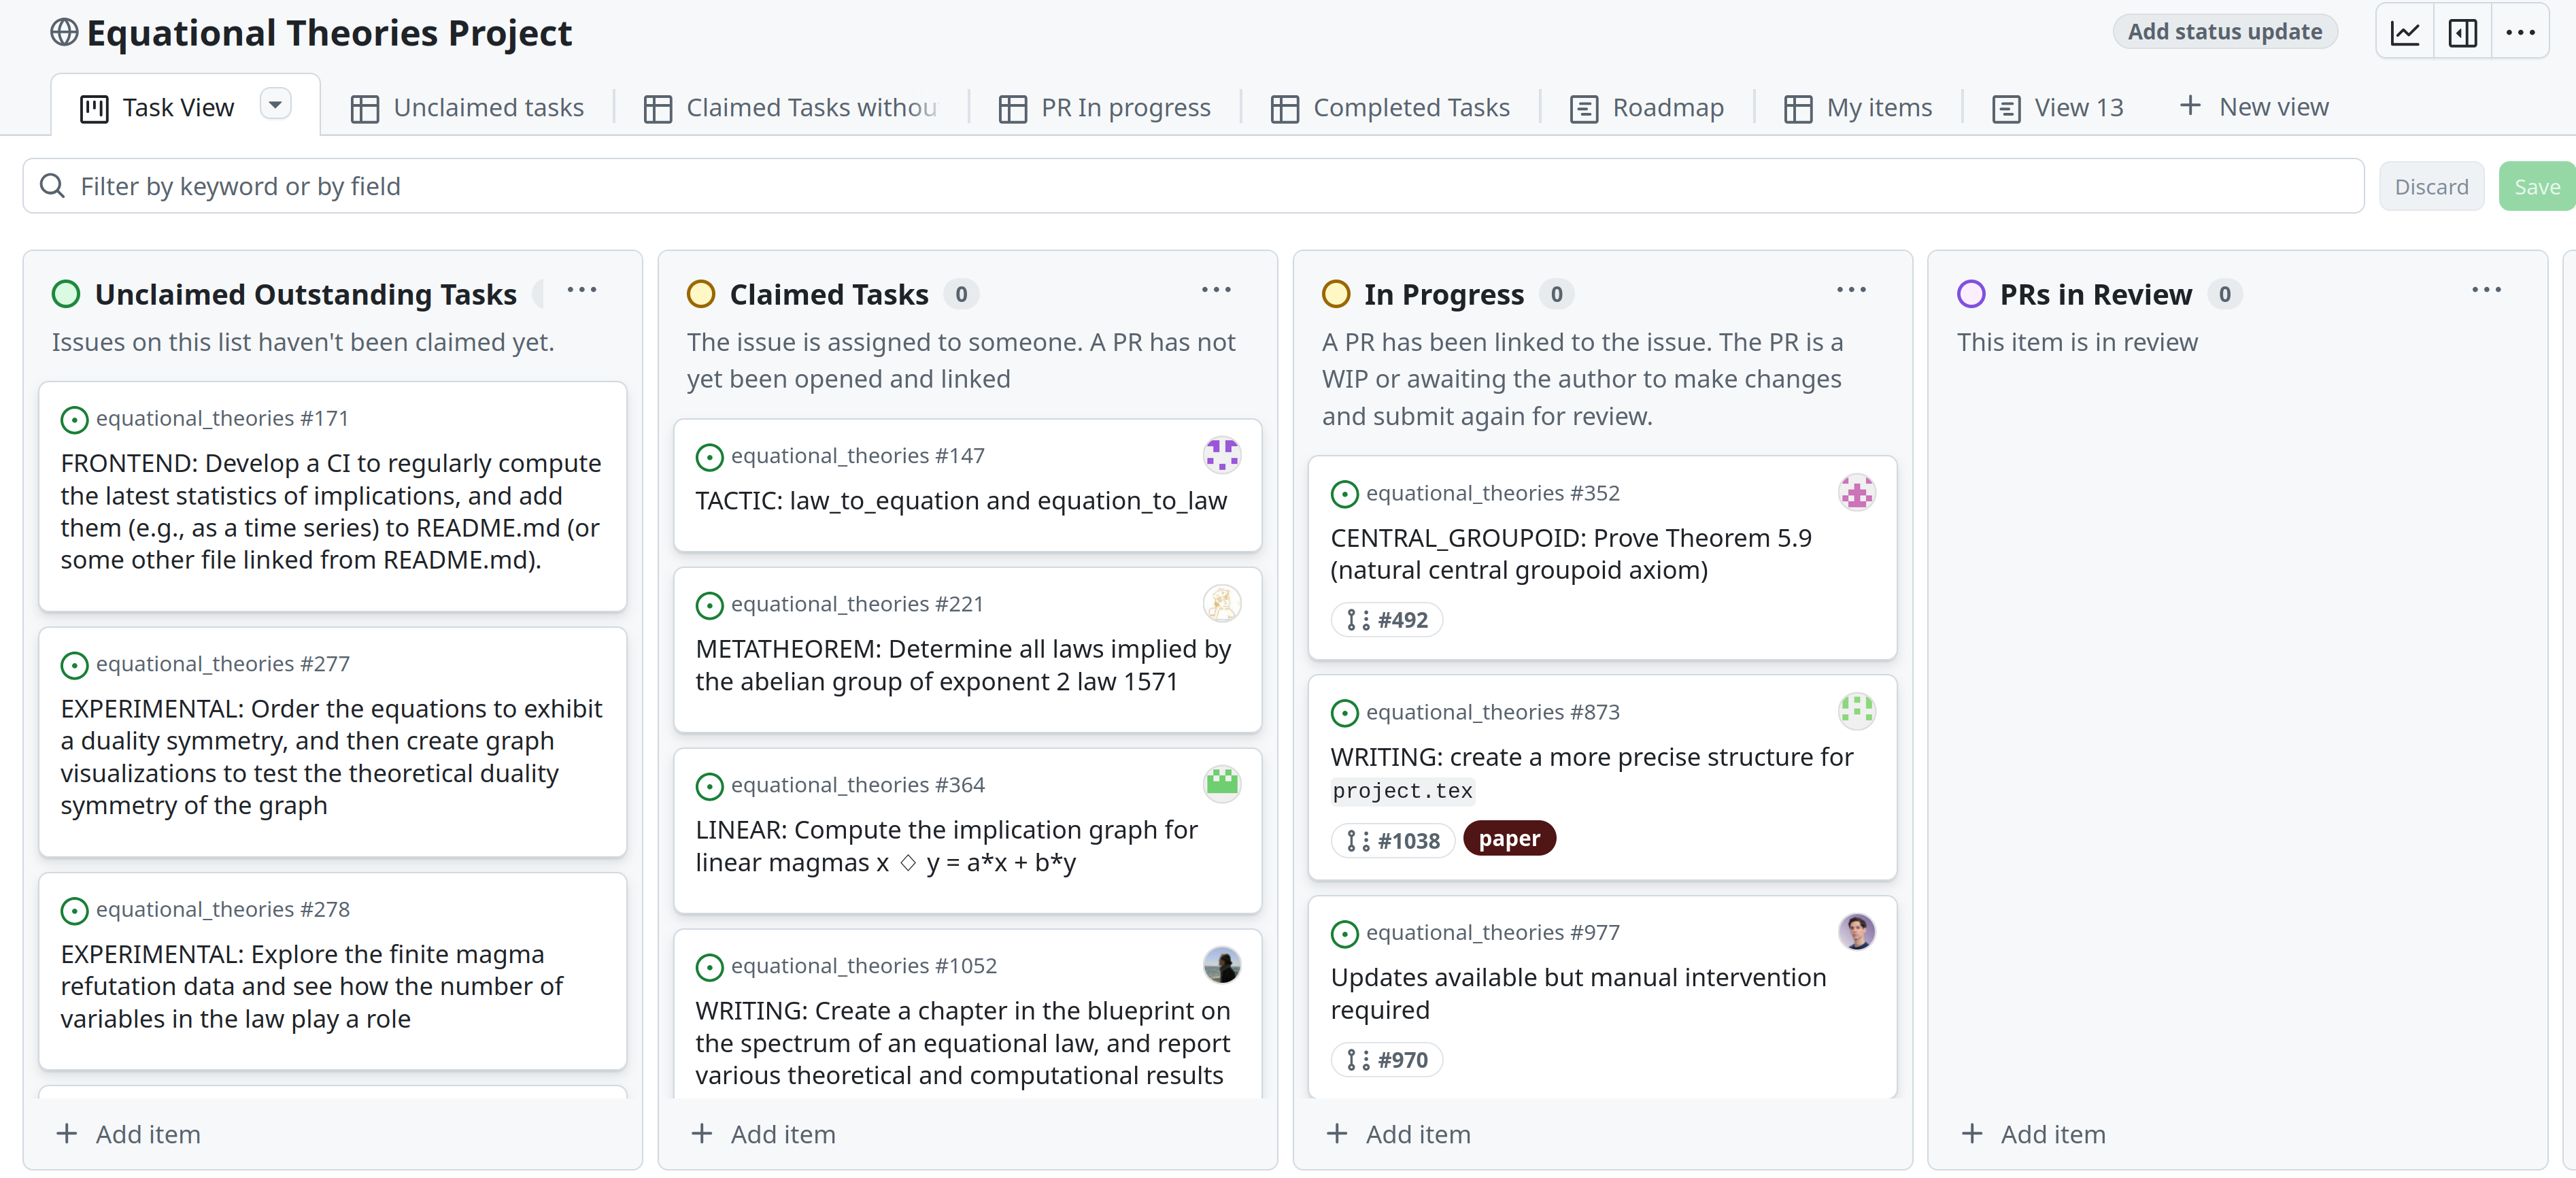 Equational Theories Project
Add status update
Task View
Unclaimed tasks
Claimed Tasks withou
PR In progress
Completed Tasks
Roadmap
My items
View 13
New view
Filter by keyword or by field
Discard
Save
Unclaimed Outstanding Tasks
Issues on this list haven't been claimed yet.
equational_theories #171
FRONTEND: Develop a CI to regularly compute
the latest statistics of implications, and add
them (e.g., as a time series) to README.md (or
some other file linked from README.md).
equational_theories #277
EXPERIMENTAL: Order the equations to exhibit
a duality symmetry, and then create graph
visualizations to test the theoretical duality
symmetry of the graph
equational_theories #278
EXPERIMENTAL: Explore the finite magma
refutation data and see how the number of
variables in the law play a role
+ Add item
Claimed Tasks 0
The issue is assigned to someone. A PR has not
yet been opened and linked
equational_theories #147
TACTIC: law_to_equation and equation_to_law
equational_theories #221
METATHEOREM: Determine all laws implied by
the abelian group of exponent 2 law 1571
equational_theories #364
LINEAR: Compute the implication graph for
linear magmas x ◇ y = a*x + b*y
equational_theories #1052
WRITING: Create a chapter in the blueprint on
the spectrum of an equational law, and report
various theoretical and computational results
+ Add item
In Progress 0
A PR has been linked to the issue. The PR is a
WIP or awaiting the author to make changes
and submit again for review.
equational_theories #352
CENTRAL_GROUPOID: Prove Theorem 5.9
(natural central groupoid axiom)
#492
equational_theories #873
WRITING: create a more precise structure for
project.tex
#1038 paper
equational_theories #977
Updates available but manual intervention
required
#970
+ Add item
PRs in Review 0
This item is in review
+ Add item